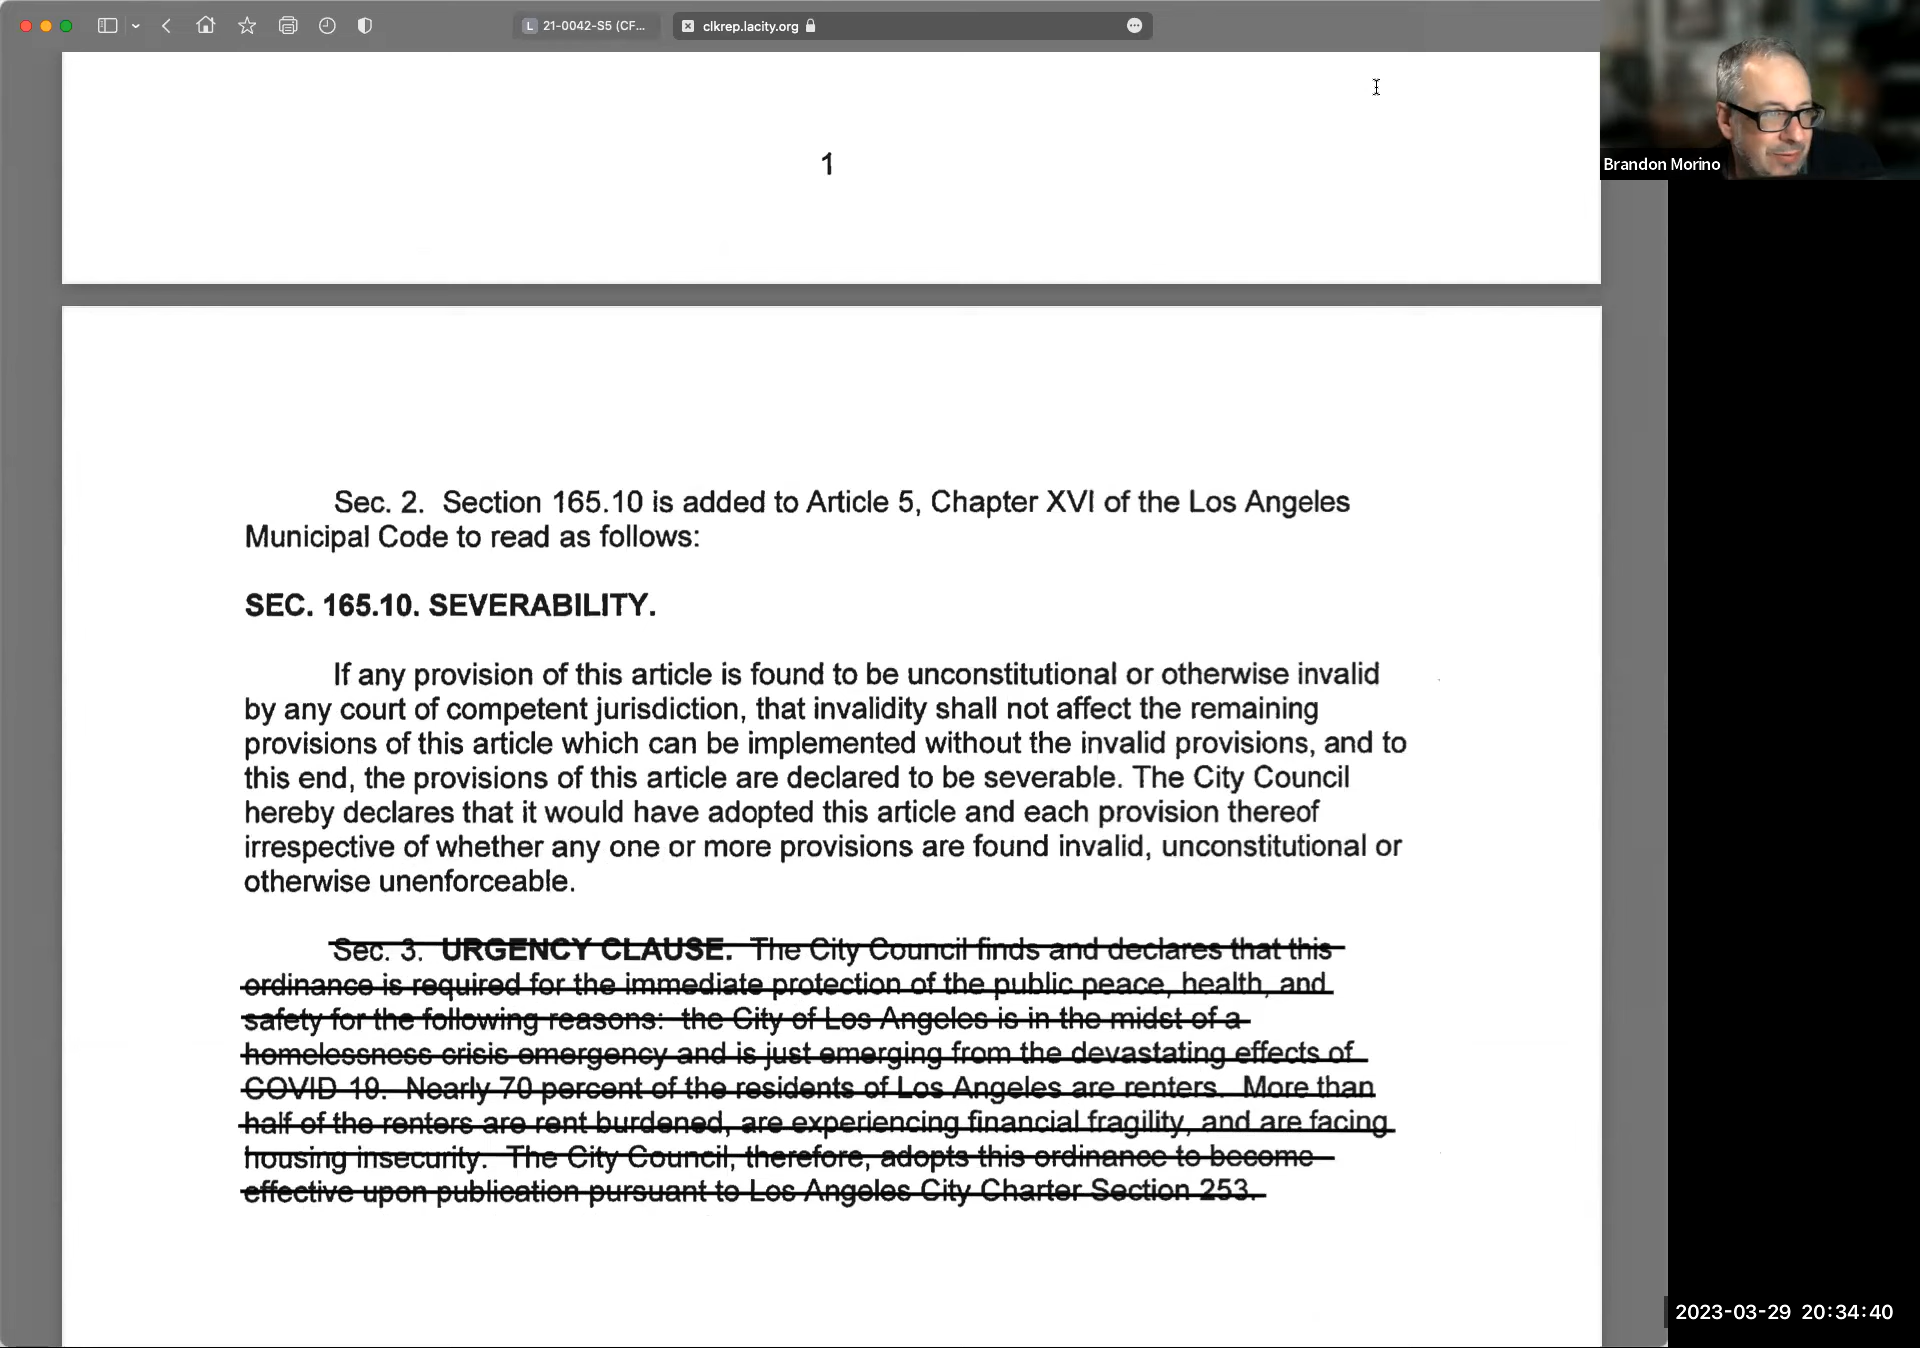 21-0042-S5 (CF...
clkrep.lacity.org
Brandon Morino
1
Sec. 2. Section 165.10 is added to Article 5, Chapter XVI of the Los Angeles
Municipal Code to read as follows:
SEC. 165.10. SEVERABILITY.
If any provision of this article is found to be unconstitutional or otherwise invalid
by any court of competent jurisdiction, that invalidity shall not affect the remaining
provisions of this article which can be implemented without the invalid provisions, and to
this end, the provisions of this article are declared to be severable. The City Council
hereby declares that it would have adopted this article and each provision thereof
irrespective of whether any one or more provisions are found invalid, unconstitutional or
otherwise unenforceable.
Sec. 3. URGENCY CLAUSE. The City Council finds and declares that this
ordinance is required for the immediate protection of the public peace, health, and
safety for the following reasons: the City of Los Angeles is in the midst of a
homelessness crisis emergency and is just emerging from the devastating effects of
COVID 19. Nearly 70 percent of the residents of Los Angeles are renters. More than
half of the renters are rent burdened, are experiencing financial fragility, and are facing
housing insecurity. The City Council, therefore, adopts this ordinance to become
effective upon publication pursuant to Los Angeles City Charter Section 253.
2023-03-29 20:34:40